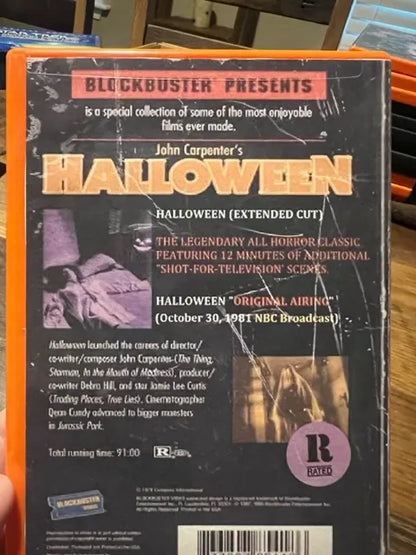 BLOCKBUSTER PRESENTS
is a special collection of some of the most enjoyable
films ever made.
John Carpenter's
HALLOWEEN
HALLOWEEN (EXTENDED CUT)
THE LEGENDARY ALL HORROR CLASSIC
FEATURING 12 MINUTES OF ADDITIONAL
"SHOT-FOR-TELEVISION' SCENES
HALLOWEEN "ORIGINAL AIRING"
(October 30, 1981 NBC Broadcast)
Halloween launched the careers of director/
co-writer/composer John Carpenter-(The Thing,
Starman, In the Mouth of Madness), producer/
co-writer Debra Hill, and star Jamie Lee Curtis
(Trading Places, True Lies). Cinematographer
Dean Cundy advanced to bigger monsters
in Jurassic Park.
Total running time: 91:00
R
R
RATED
BLOCKBUSTER
VIDEO